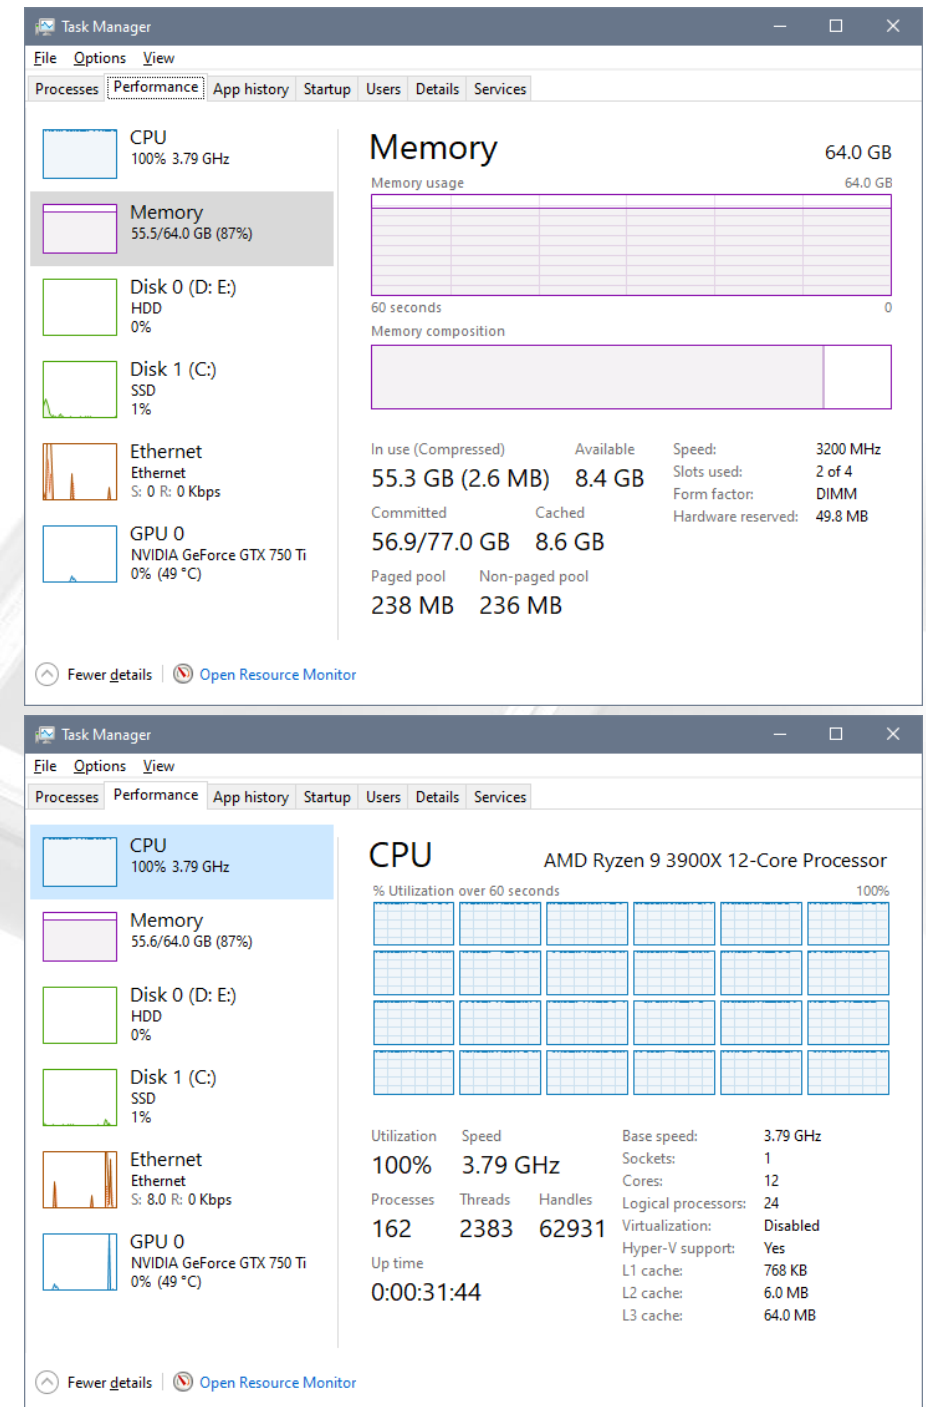 Task Manager
File Options View
Processes Performance App history Startup Users Details Services
CPU
100% 3.79 GHz
Memory
55.5/64.0 GB (87%)
Disk 0 (D: E:)
HDD
0%
Disk 1 (C:)
SSD
1%
Ethernet
Ethernet
S: 0 R: 0 Kbps
GPU 0
NVIDIA GeForce GTX 750 Ti
0% (49 °C)
Memory 64.0 GB
Memory usage 64.0 GB
60 seconds 0
Memory composition
In use (Compressed) Available
55.3 GB (2.6 MB) 8.4 GB
Committed Cached
56.9/77.0 GB 8.6 GB
Paged pool Non-paged pool
238 MB 236 MB
Speed: 3200 MHz
Slots used: 2 of 4
Form factor: DIMM
Hardware reserved: 49.8 MB
Fewer details Open Resource Monitor
Task Manager
File Options View
Processes Performance App history Startup Users Details Services
CPU
100% 3.79 GHz
Memory
55.6/64.0 GB (87%)
Disk 0 (D: E:)
HDD
0%
Disk 1 (C:)
SSD
1%
Ethernet
Ethernet
S: 8.0 R: 0 Kbps
GPU 0
NVIDIA GeForce GTX 750 Ti
0% (49 °C)
CPU AMD Ryzen 9 3900X 12-Core Processor
% Utilization over 60 seconds 100%
Utilization Speed
100% 3.79 GHz
Processes Threads Handles
162 2383 62931
Up time
0:00:31:44
Base speed: 3.79 GHz
Sockets: 1
Cores: 12
Logical processors: 24
Virtualization: Disabled
Hyper-V support: Yes
L1 cache: 768 KB
L2 cache: 6.0 MB
L3 cache: 64.0 MB
Fewer details Open Resource Monitor